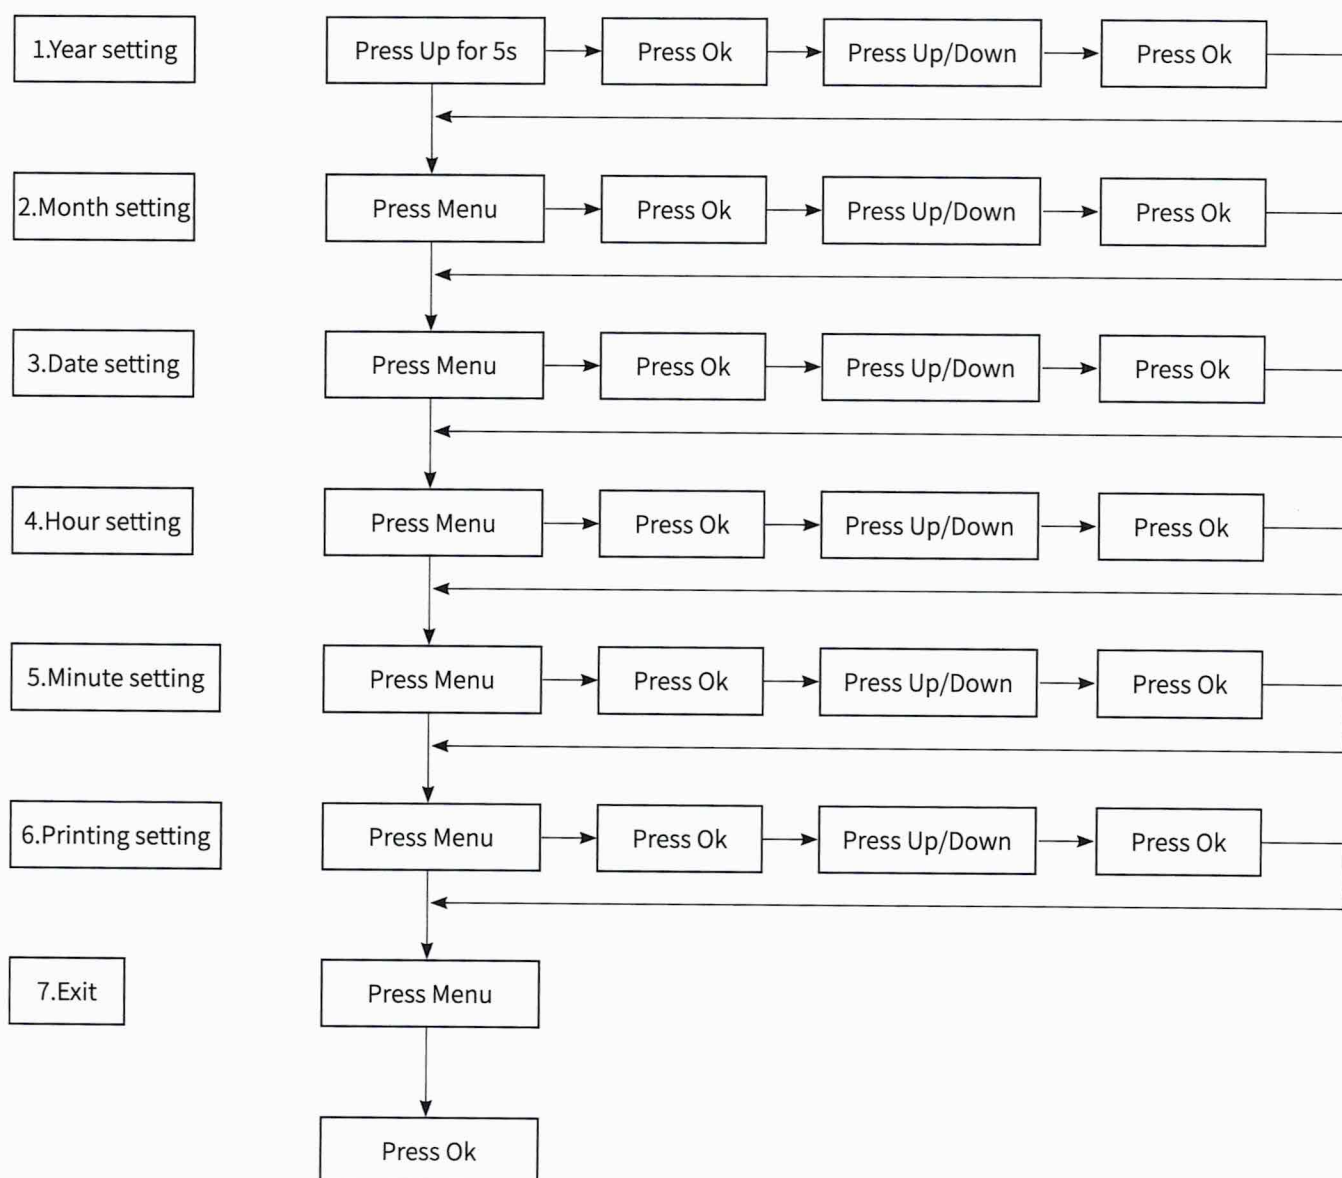 1.Year setting
Press Up for 5s
Press Ok
Press Up/Down
Press Ok
2.Month setting
Press Menu
Press Ok
Press Up/Down
Press Ok
3.Date setting
Press Menu
Press Ok
Press Up/Down
Press Ok
4.Hour setting
Press Menu
Press Ok
Press Up/Down
Press Ok
5.Minute setting
Press Menu
Press Ok
Press Up/Down
Press Ok
6.Printing setting
Press Menu
Press Ok
Press Up/Down
Press Ok
7.Exit
Press Menu
Press Ok